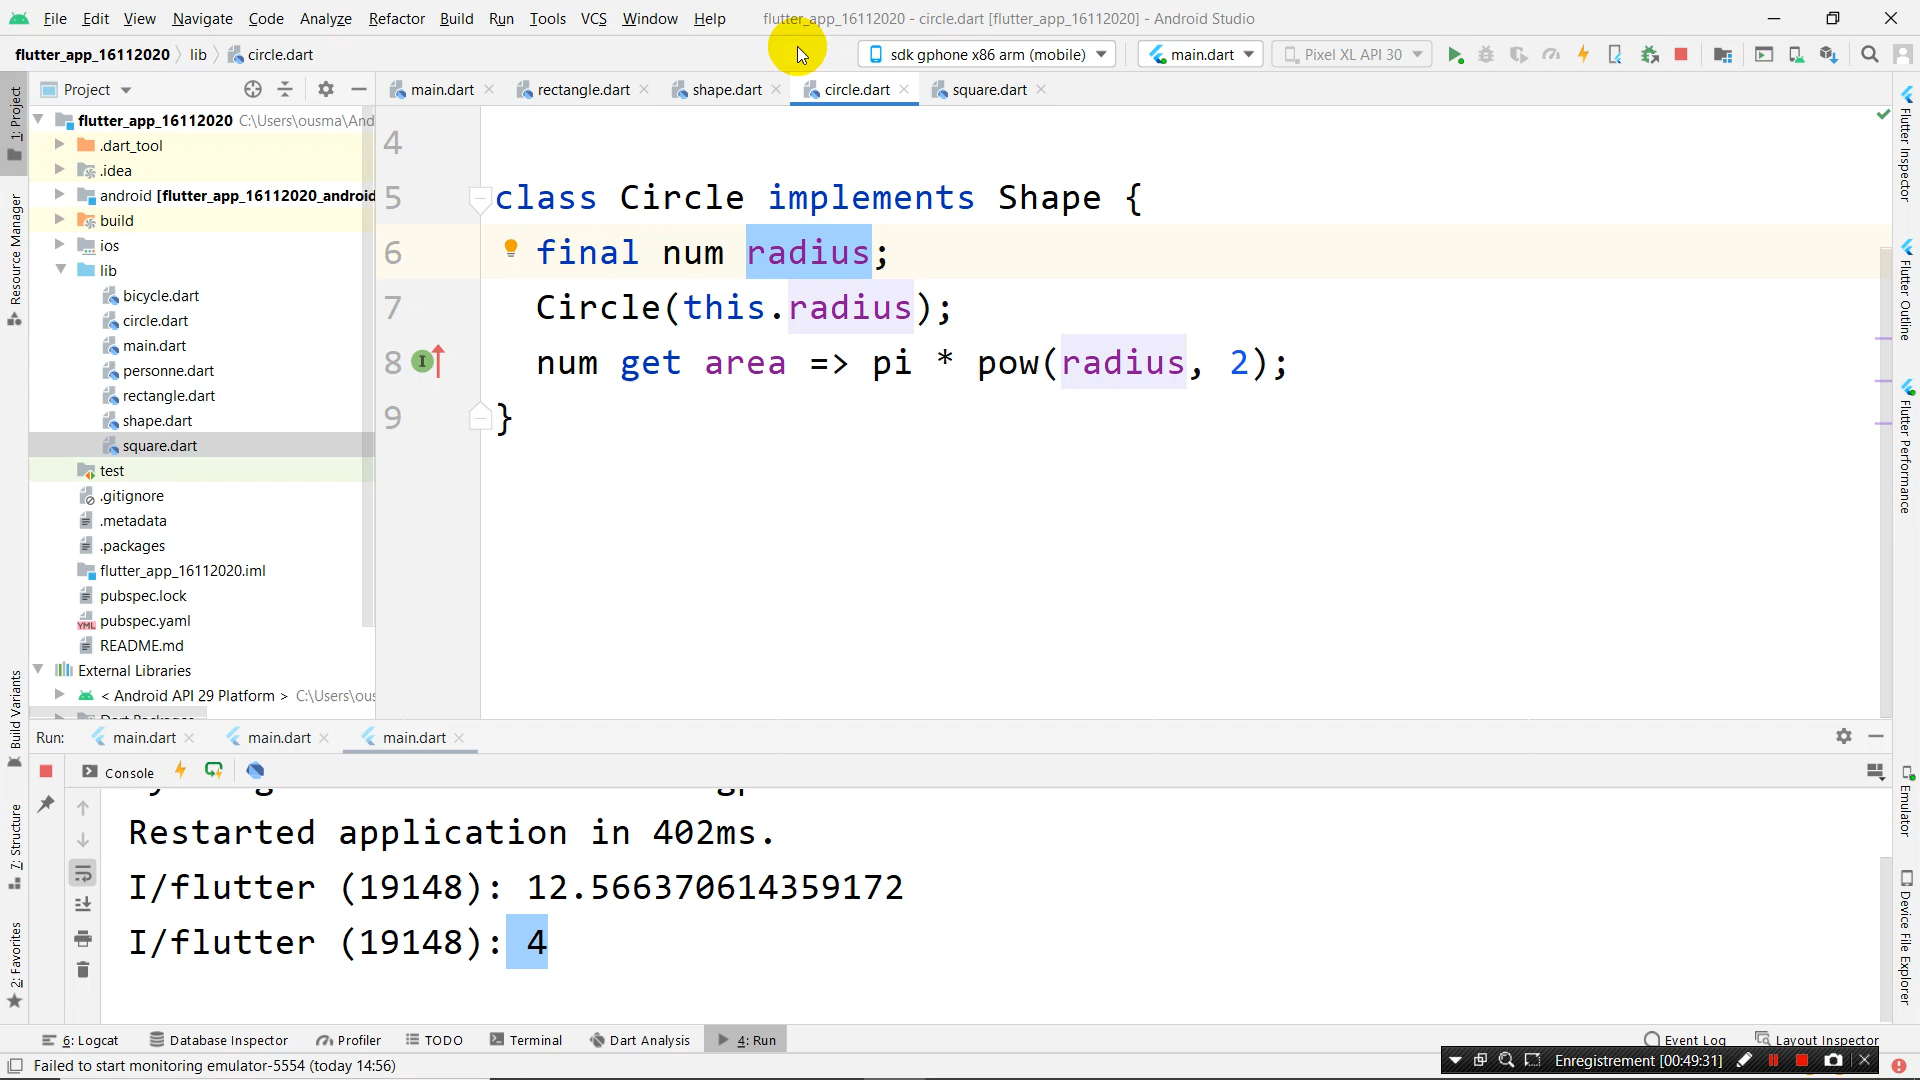 File Edit View Navigate Code Analyze Refactor Build Run Tools VCS Window Help flutter_app_16112020 - circle.dart [flutter_app_16112020] - Android Studio
flutter_app_16112020 lib circle.dart sdk gphone x86 arm (mobile) main.dart Pixel XL API 30
Project main.dart rectangle.dart shape.dart circle.dart square.dart
flutter_app_16112020 C:\Users\ousma\And
.dart_tool
.idea
android [flutter_app_16112020_android
build
ios
lib
bicycle.dart
circle.dart
main.dart
personne.dart
rectangle.dart
shape.dart
square.dart
test
.gitignore
.metadata
.packages
flutter_app_16112020.iml
pubspec.lock
pubspec.yaml
README.md
External Libraries
< Android API 29 Platform > C:\Users\ous
4
5 class Circle implements Shape {
6 final num radius;
7 Circle(this.radius);
8 num get area => pi * pow(radius, 2);
9 }
1: Project
Resource Manager
Build Variants
7: Structure
2: Favorites
Flutter Inspector
Flutter Outline
Flutter Performance
Emulator
Device File Explorer
Run: main.dart main.dart main.dart
Console
Restarted application in 402ms.
I/flutter (19148): 12.566370614359172
I/flutter (19148): 4
6: Logcat Database Inspector Profiler TODO Terminal Dart Analysis 4: Run Event Log Layout Inspector
Failed to start monitoring emulator-5554 (today 14:56)
Enregistrement [00:49:31]